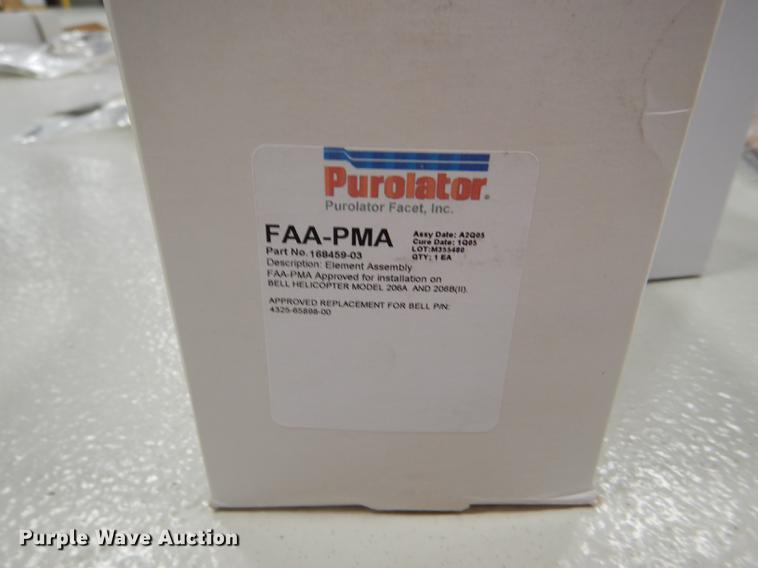 Purolator®
Purolator Facet, Inc.
FAA-PMA
Assy Date: A2Q05
Cure Date: 1Q05
LOT:M355480
QTY: 1 EA
Part No. 168459-03
Description: Element Assembly
FAA-PMA Approved for installation on
BELL HELICOPTER MODEL 206A AND 206B(II).
APPROVED REPLACEMENT FOR BELL P/N:
4325-65898-00
Purple Wave Auction